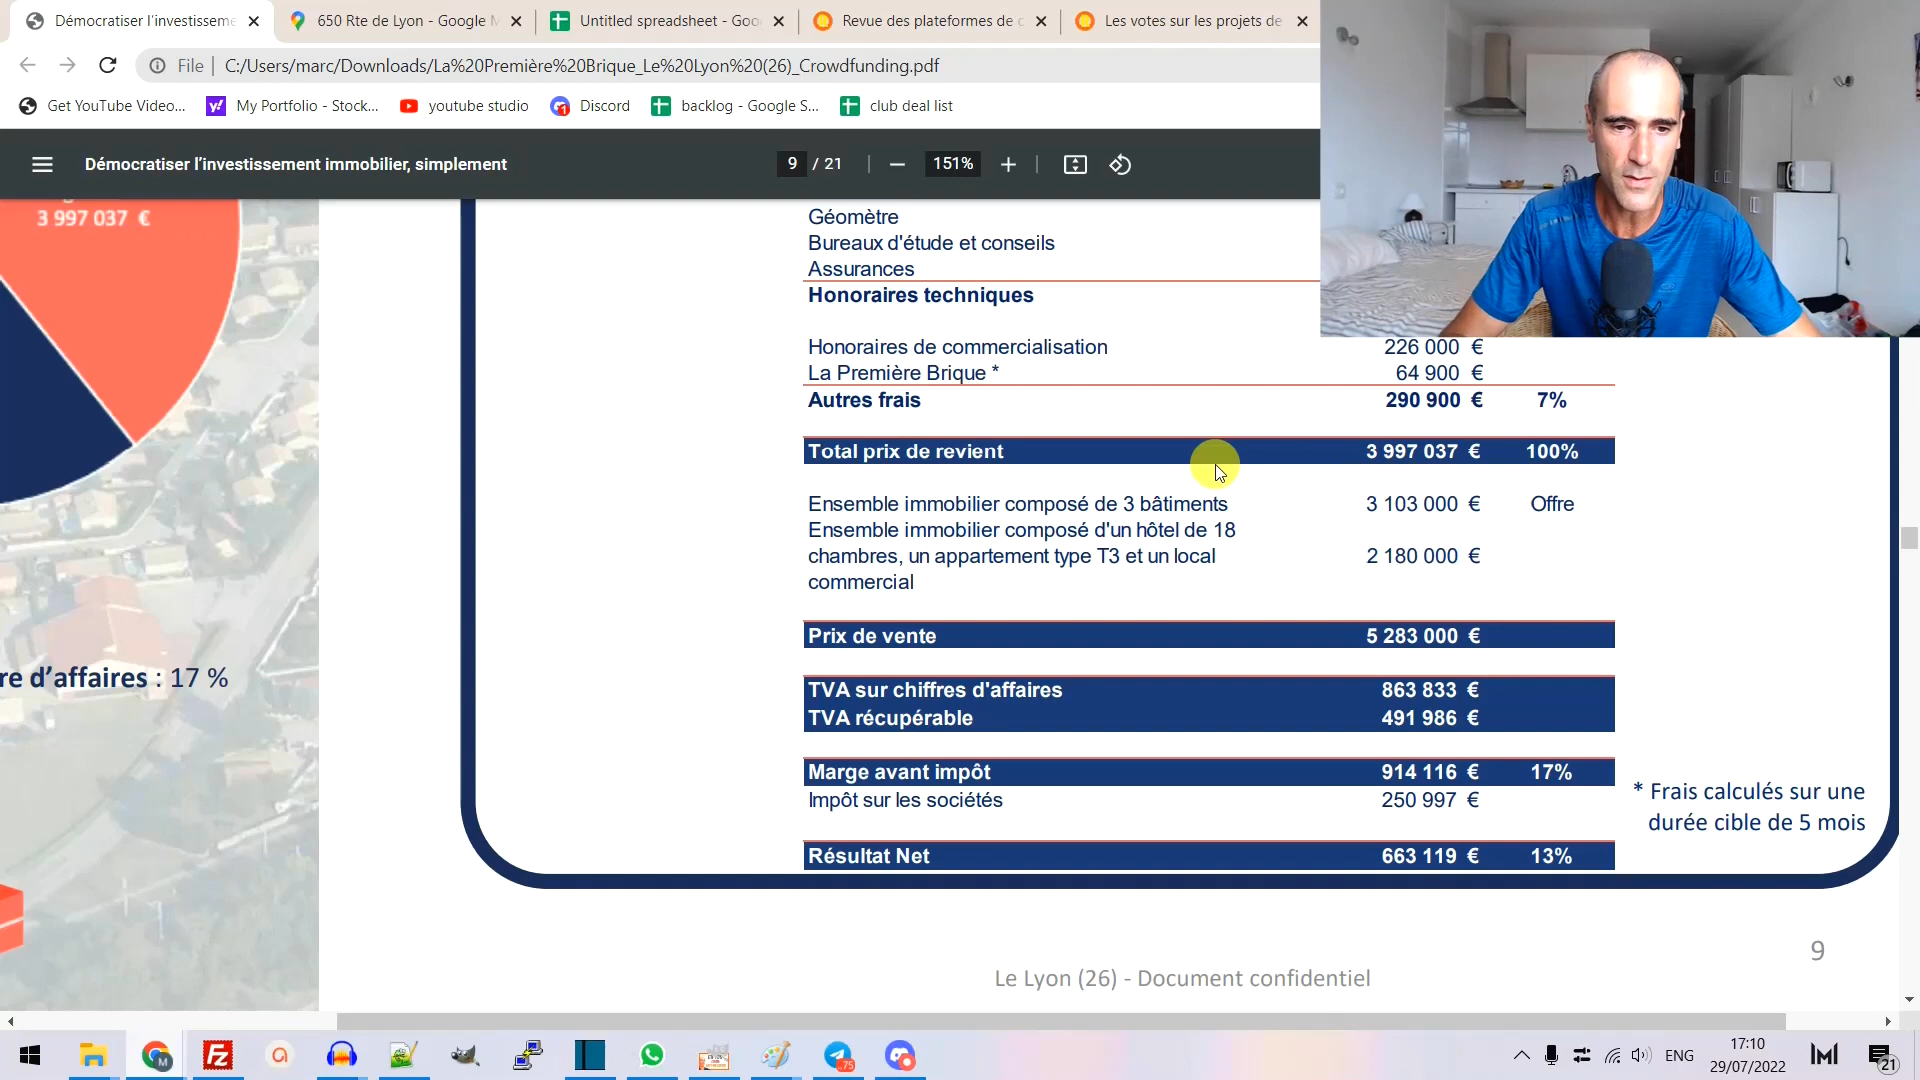 Démocratiser l'investisseme
650 Rte de Lyon - Google M
Untitled spreadsheet - Goo
Revue des plateformes de c
Les votes sur les projets de
File
C:/Users/marc/Downloads/La%20Première%20Brique_Le%20Lyon%20(26)_Crowdfunding.pdf
Get YouTube Video...
My Portfolio - Stock...
youtube studio
Discord
backlog - Google S...
club deal list
Démocratiser l'investissement immobilier, simplement
9 / 21
151%
3 997 037 €
re d'affaires : 17 %
Géomètre
Bureaux d'étude et conseils
Assurances
Honoraires techniques
Honoraires de commercialisation 226 000 €
La Première Brique * 64 900 €
Autres frais 290 900 € 7%
Total prix de revient 3 997 037 € 100%
Ensemble immobilier composé de 3 bâtiments 3 103 000 € Offre
Ensemble immobilier composé d'un hôtel de 18
chambres, un appartement type T3 et un local 2 180 000 €
commercial
Prix de vente 5 283 000 €
TVA sur chiffres d'affaires 863 833 €
TVA récupérable 491 986 €
Marge avant impôt 914 116 € 17%
Impôt sur les sociétés 250 997 €
Résultat Net 663 119 € 13%
* Frais calculés sur une
durée cible de 5 mois
9
Le Lyon (26) - Document confidentiel
ENG
17:10
29/07/2022
21